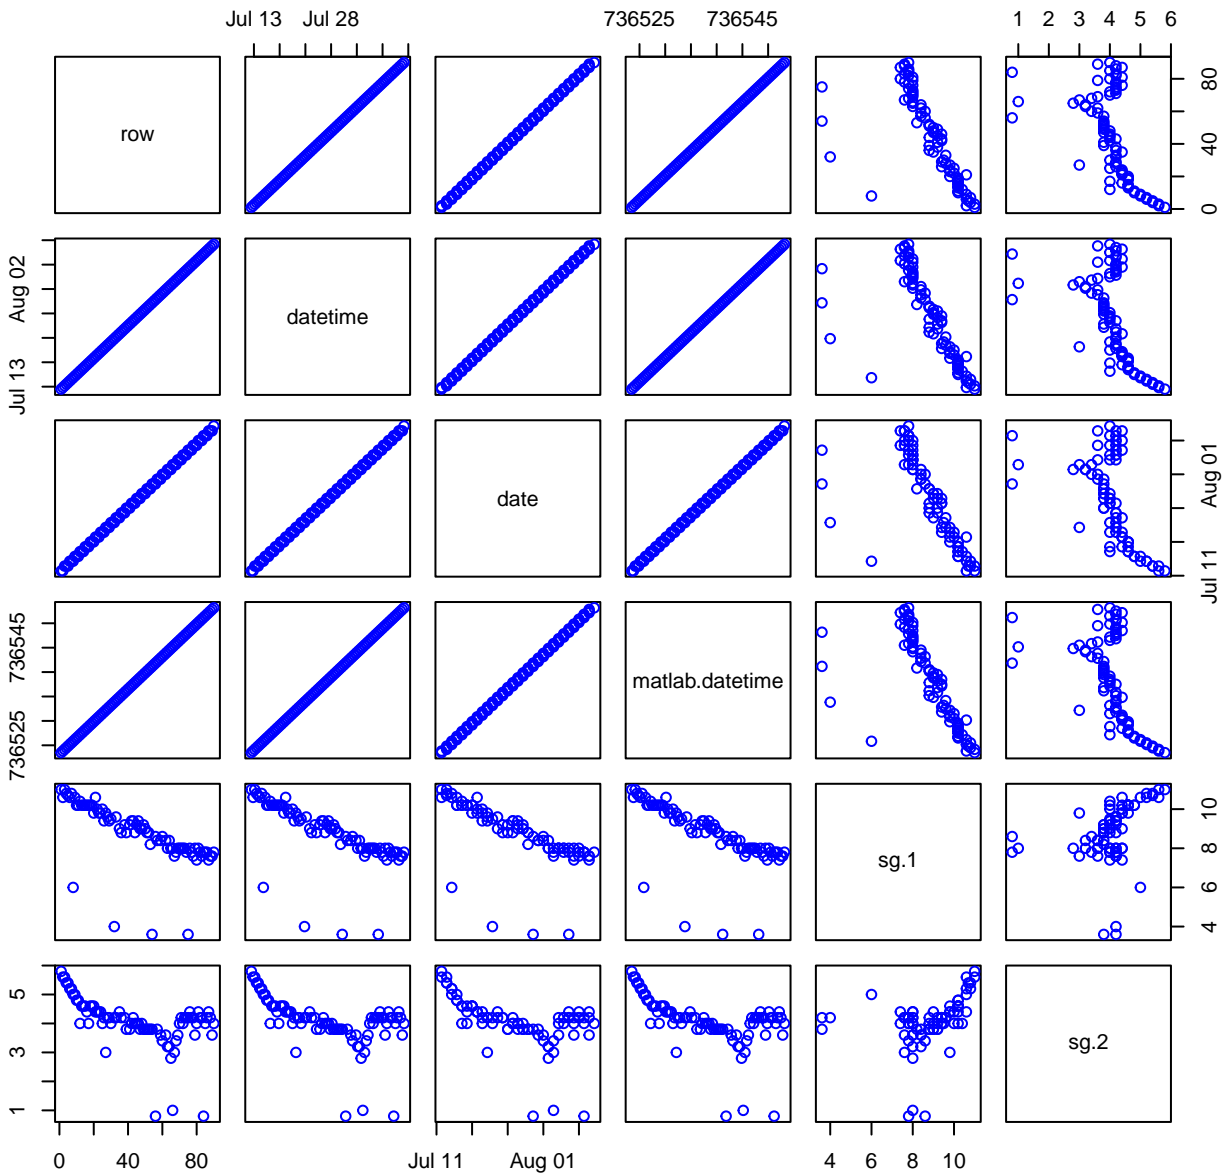 Jul 13 Jul 28 736525 736545 1 2 3 4 5 6
row
0 40 80
Jul 13 Aug 02
datetime
date
Jul 11 Aug 01
736525 736545
matlab.datetime
sg.1
4 6 8 10
1 3 5
sg.2
0 40 80 Jul 11 Aug 01 4 6 8 10